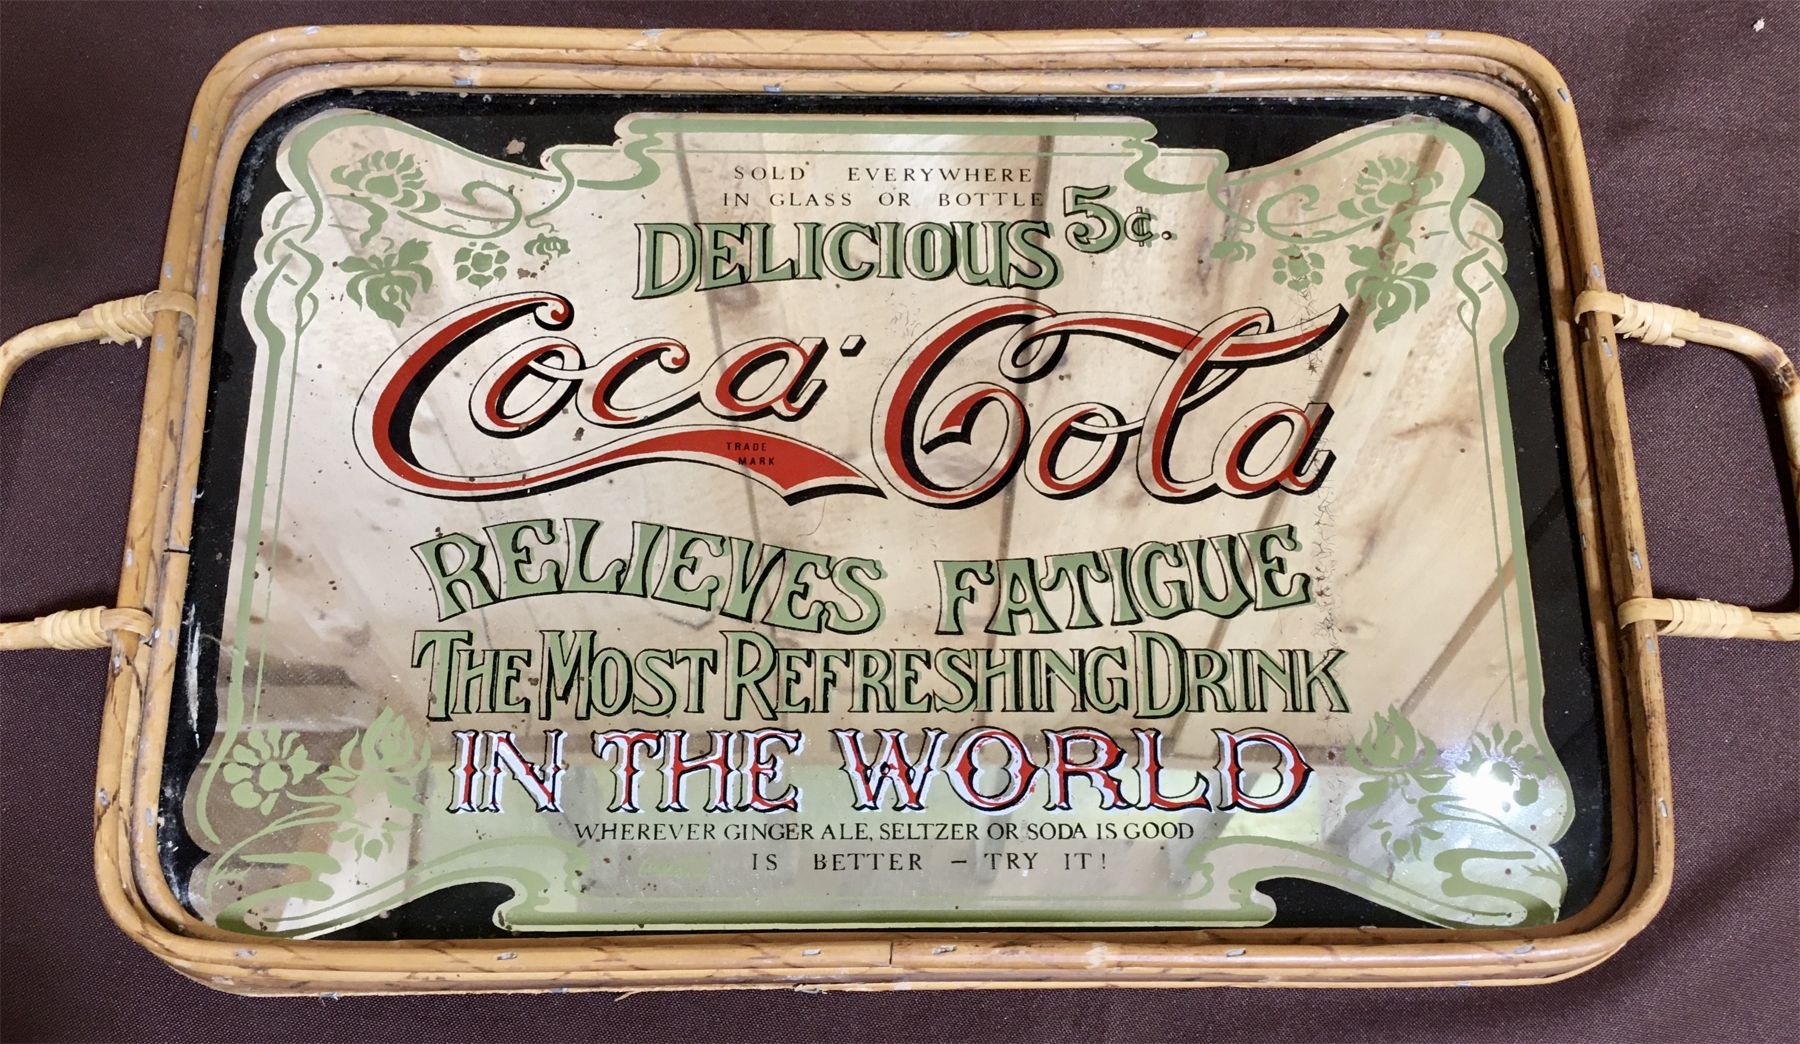 SOLD EVERYWHERE
IN GLASS OR BOTTLE 5¢.
DELICIOUS
Coca-Cola
TRADE
MARK
RELIEVES FATIGUE
THE MOST REFRESHING DRINK
IN THE WORLD
WHEREVER GINGER ALE, SELTZER OR SODA IS GOOD
IS BETTER - TRY IT!